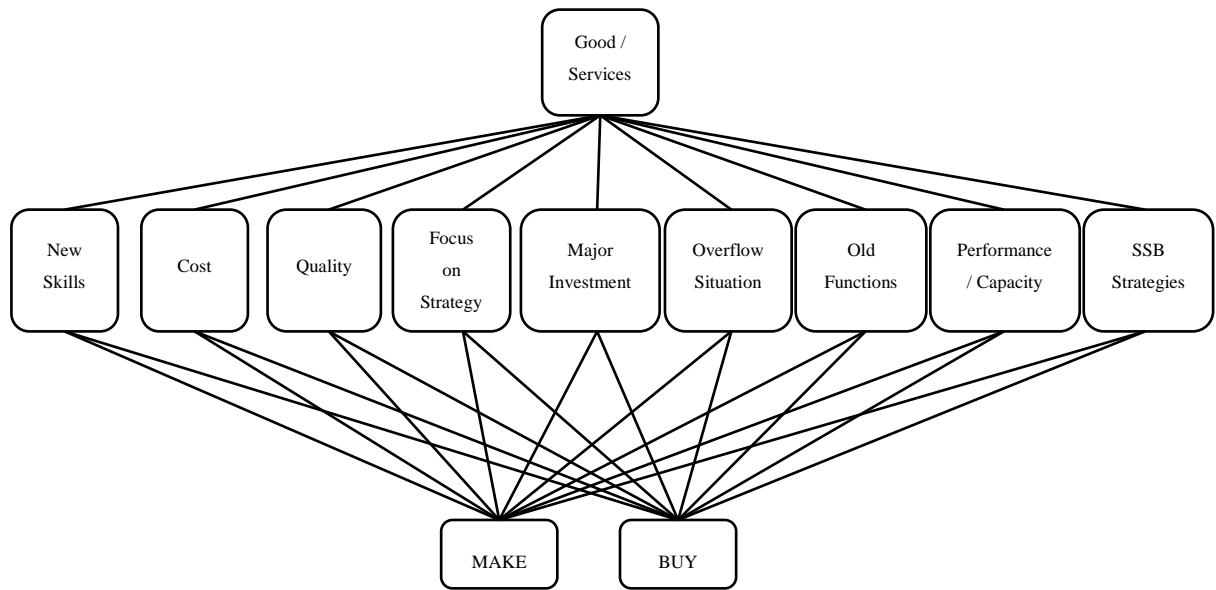 Good /
Services
New
Skills
Cost
Quality
Focus
on
Strategy
Major
Investment
Overflow
Situation
Old
Functions
Performance
/ Capacity
SSB
Strategies
MAKE
BUY